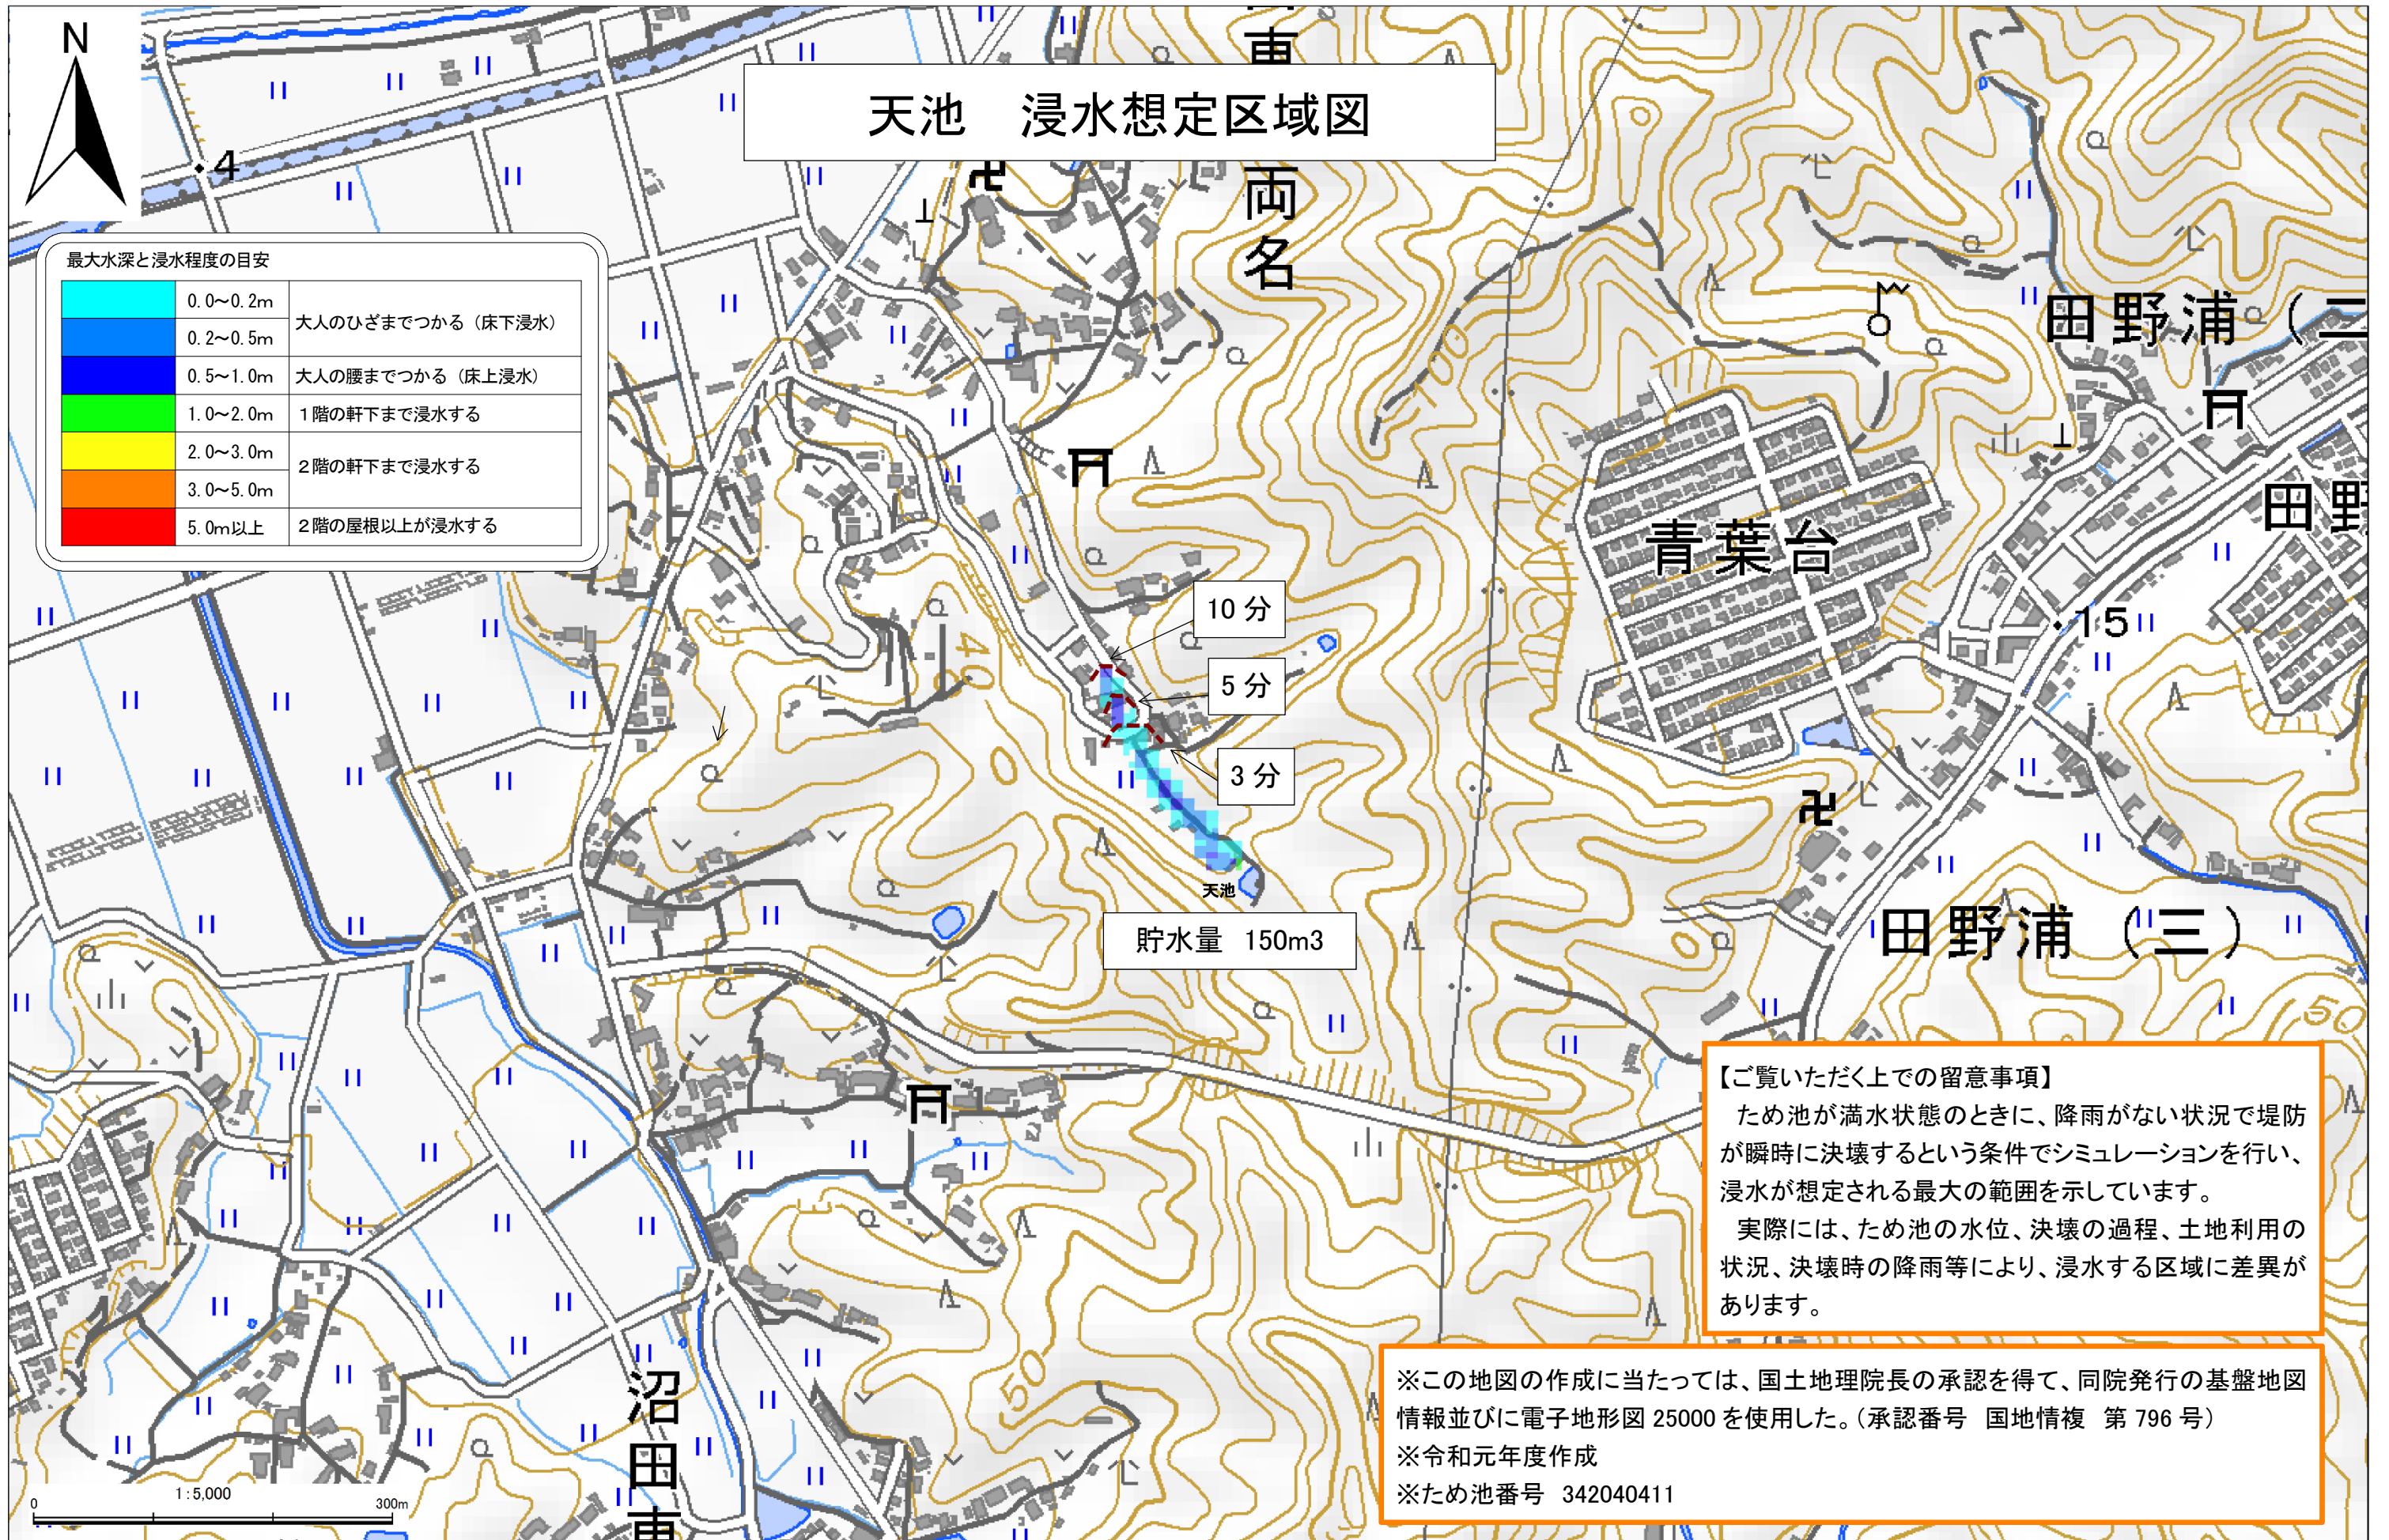 N
天池　浸水想定区域図
4
東
両
名
最大水深と浸水程度の目安
0.0～0.2m
大人のひざまでつかる（床下浸水）
0.2～0.5m
0.5～1.0m 大人の腰までつかる（床上浸水）
1.0～2.0m １階の軒下まで浸水する
2.0～3.0m
２階の軒下まで浸水する
3.0～5.0m
5.0m以上 ２階の屋根以上が浸水する
100
田野浦（二
田野
青葉台
15
40
10 分
5 分
3 分
天池
貯水量　150m3
田野浦（三）
50
【ご覧いただく上での留意事項】
ため池が満水状態のときに、降雨がない状況で堤防
が瞬時に決壊するという条件でシミュレーションを行い、
浸水が想定される最大の範囲を示しています。
実際には、ため池の水位、決壊の過程、土地利用の
状況、決壊時の降雨等により、浸水する区域に差異が
あります。
50
沼
田
東
※この地図の作成に当たっては、国土地理院長の承認を得て、同院発行の基盤地図
情報並びに電子地形図 25000 を使用した。（承認番号　国地情複　第 796 号）
※令和元年度作成
※ため池番号　342040411
1:5,000
0 300m